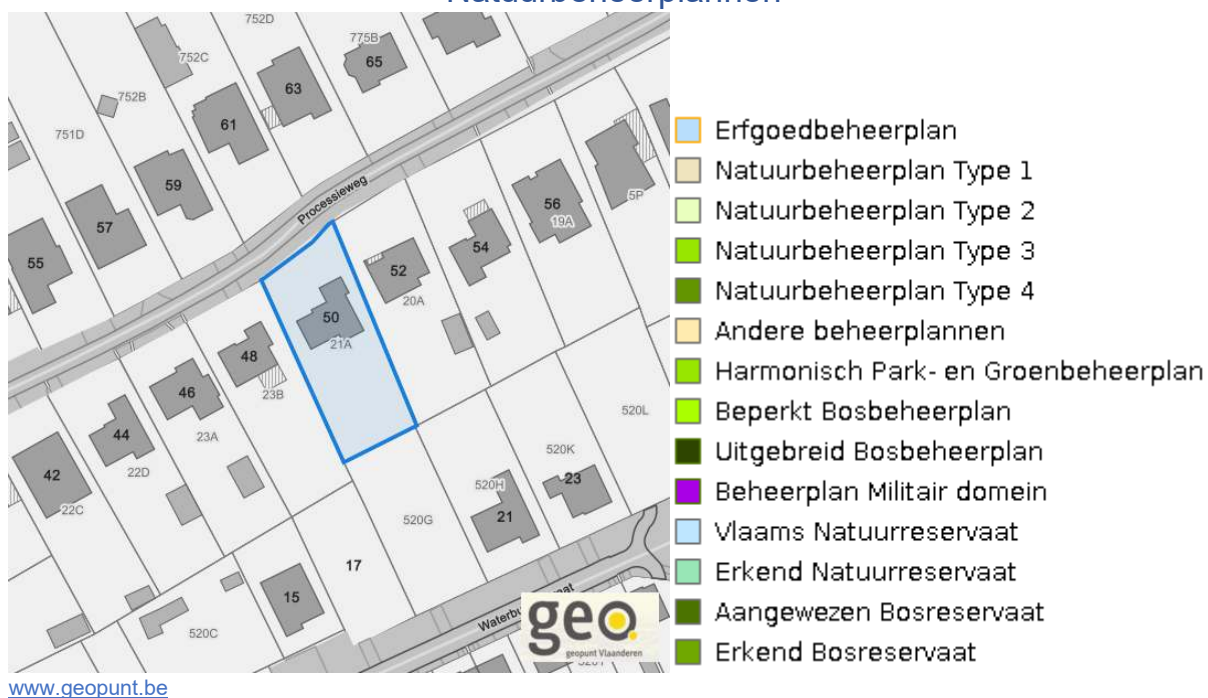 Natuurbeheerplannen
752D
775B
752C
65
63
752B
61
751D
59
Processieweg
57
56
19A
5P
55
54
52
20A
50
21A
48
23B
46
23A
44
22D
42
22C
520L
520K
23
520H
21
520G
17
15
520C
geo
geopunt Vlaanderen
Erfgoedbeheerplan
Natuurbeheerplan Type 1
Natuurbeheerplan Type 2
Natuurbeheerplan Type 3
Natuurbeheerplan Type 4
Andere beheerplannen
Harmonisch Park- en Groenbeheerplan
Beperkt Bosbeheerplan
Uitgebreid Bosbeheerplan
Beheerplan Militair domein
Vlaams Natuurreservaat
Erkend Natuurreservaat
Aangewezen Bosreservaat
Erkend Bosreservaat
www.geopunt.be